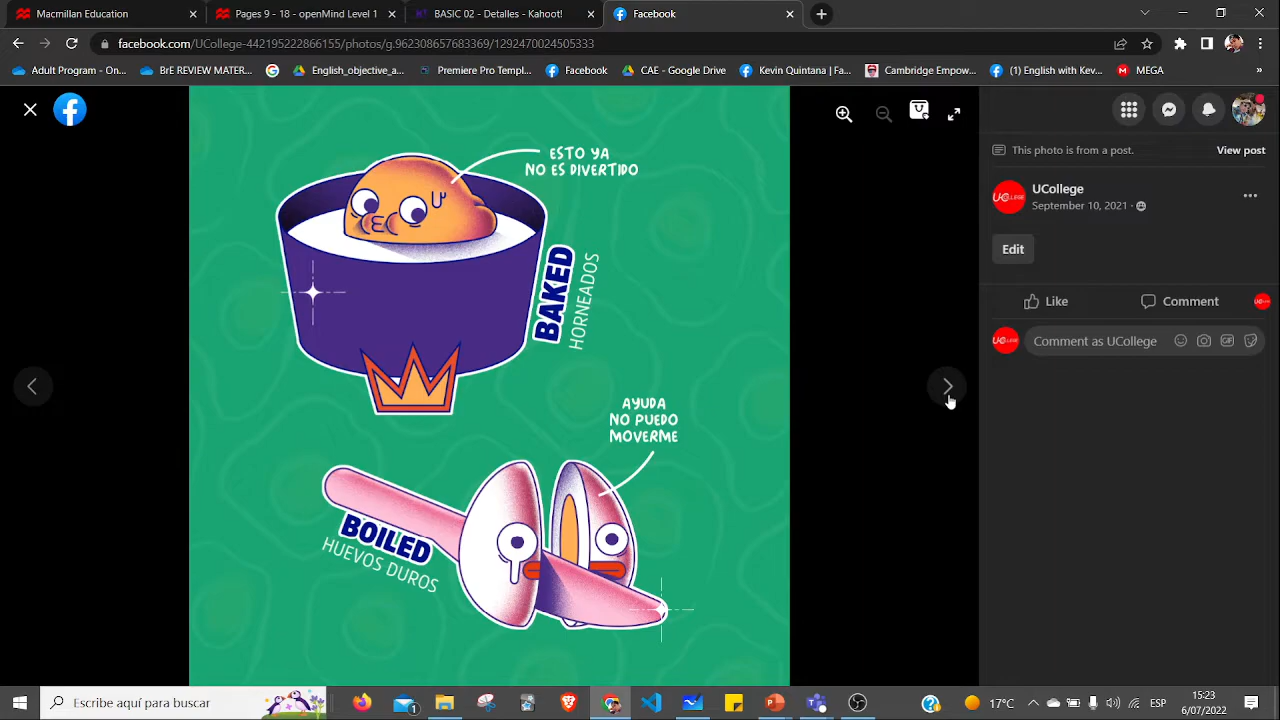 Macmillan Education
Pages 9 - 18 - openMind Level 1
BASIC 02 - Detalles - Kahoot!
Facebook
facebook.com/UCollege-442195222866155/photos/g.962308657683369/1292470024505333
Adult Program - On...
BrE REVIEW MATER...
English_objective_a...
Premiere Pro Templ...
Facebook
CAE - Google Drive
Kevin Quintana | Fa...
Cambridge Empow...
(1) English with Kev...
MEGA
ESTO YA
NO ES DIVERTIDO
BAKED
HORNEADOS
AYUDA
NO PUEDO
MOVERME
BOILED
HUEVOS DUROS
This photo is from a post.
View post
UCollege
September 10, 2021
Edit
Like
Comment
Comment as UCollege
Escribe aquí para buscar
17°C
ESP
15:23
6/07/2022